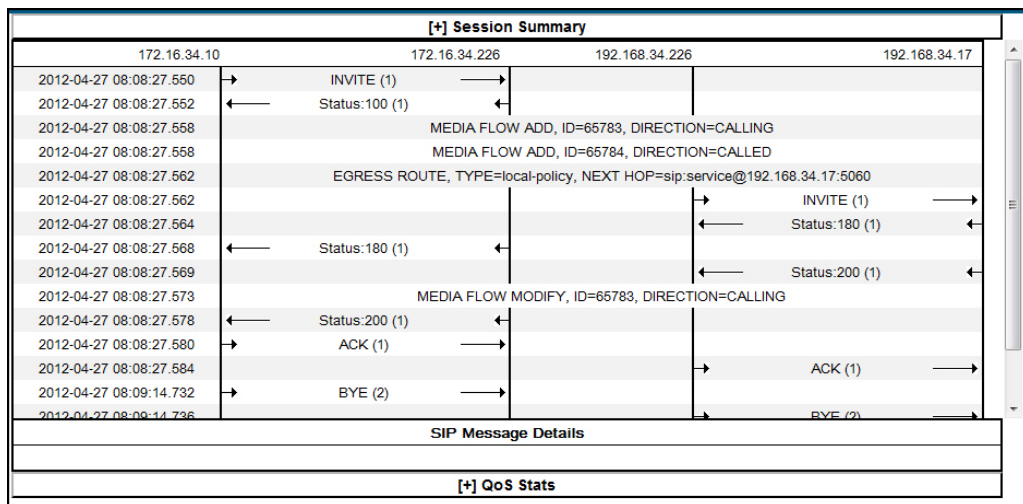 [+] Session Summary
172.16.34.10 172.16.34.226 192.168.34.226 192.168.34.17
2012-04-27 08:08:27.550 INVITE (1)
2012-04-27 08:08:27.552 Status:100 (1)
2012-04-27 08:08:27.558 MEDIA FLOW ADD, ID=65783, DIRECTION=CALLING
2012-04-27 08:08:27.558 MEDIA FLOW ADD, ID=65784, DIRECTION=CALLED
2012-04-27 08:08:27.562 EGRESS ROUTE, TYPE=local-policy, NEXT HOP=sip:service@192.168.34.17:5060
2012-04-27 08:08:27.562 INVITE (1)
2012-04-27 08:08:27.564 Status:180 (1)
2012-04-27 08:08:27.568 Status:180 (1)
2012-04-27 08:08:27.569 Status:200 (1)
2012-04-27 08:08:27.573 MEDIA FLOW MODIFY, ID=65783, DIRECTION=CALLING
2012-04-27 08:08:27.578 Status:200 (1)
2012-04-27 08:08:27.580 ACK (1)
2012-04-27 08:08:27.584 ACK (1)
2012-04-27 08:09:14.732 BYE (2)
2012-04-27 08:09:14.736 BYE (2)
SIP Message Details
[+] QoS Stats